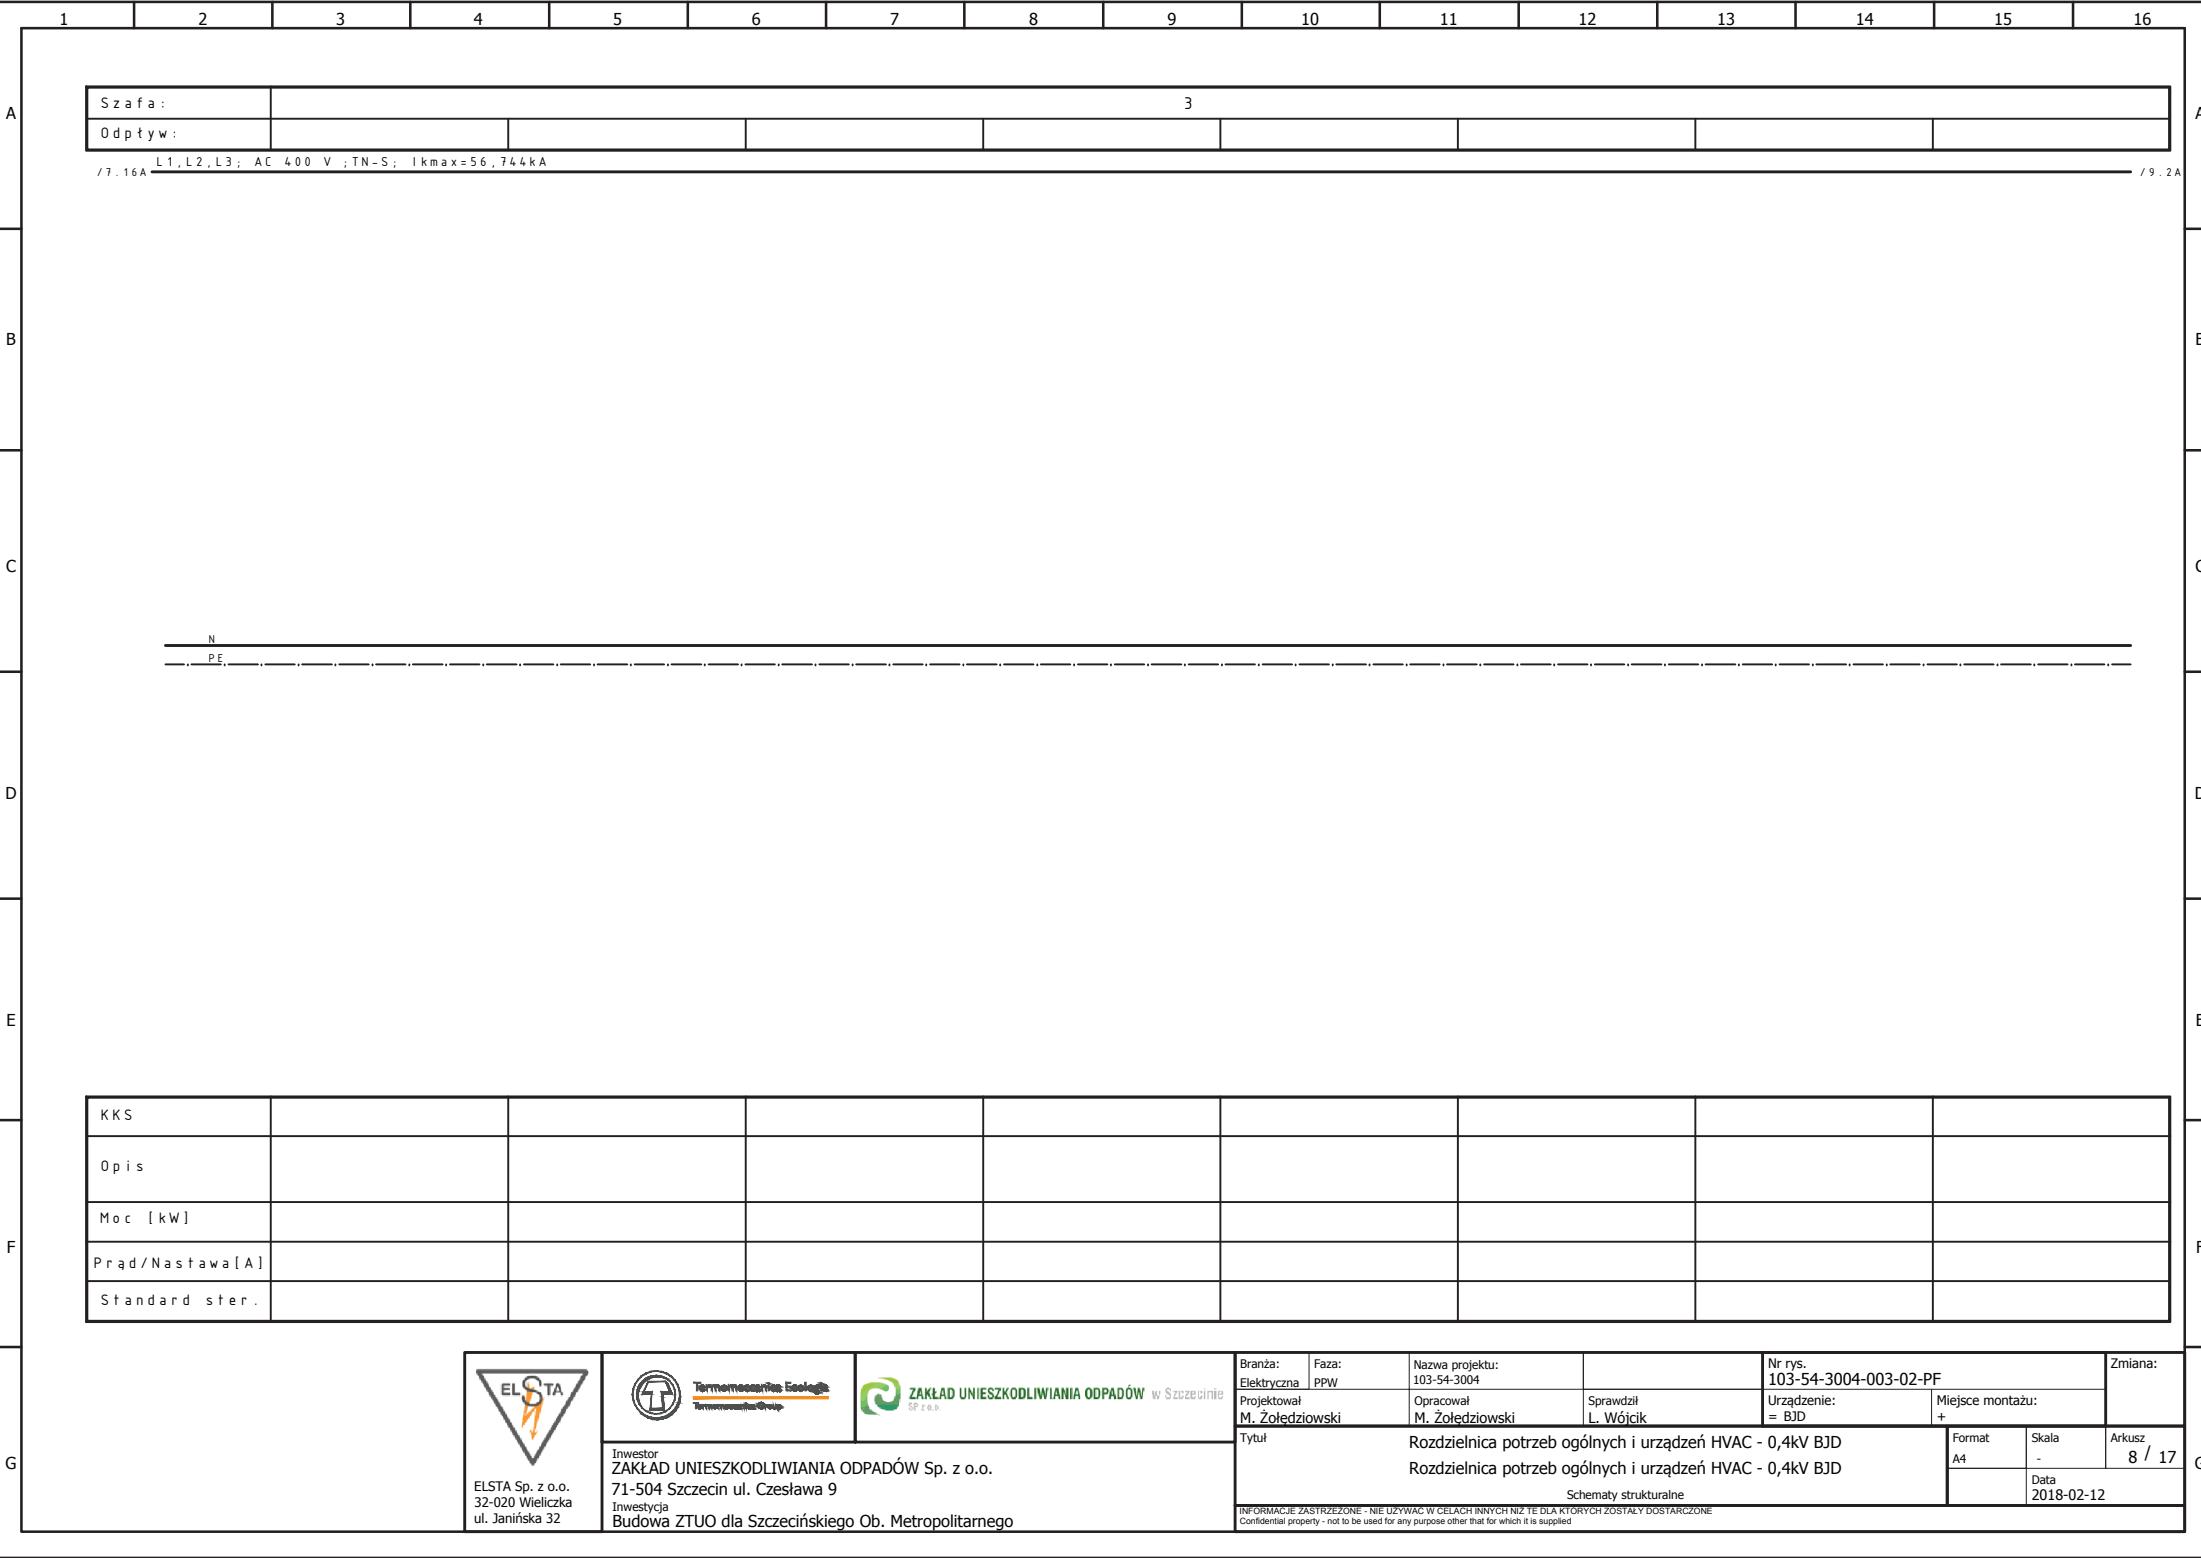 1 2 3 4 5 6 7 8 9 10 11 12 13 14 15 16
Szafa: 3
Odpływ:
L1,L2,L3; AC 400 V ;TN-S; Ikmax=56,744kA
/7.16A /9.2A
A
B
C
N
PE
D
E
KKS
Opis
Moc [kW]
F
Prąd/Nastawa[A]
Standard ster.
G
ELSTA
ELSTA Sp. z o.o.
32-020 Wieliczka
ul. Janińska 32
Termomeccanica Ecologia
Termomeccanica Group
ZAKŁAD UNIESZKODLIWIANIA ODPADÓW w Szczecinie
SP z o.o.
Inwestor
ZAKŁAD UNIESZKODLIWIANIA ODPADÓW Sp. z o.o.
71-504 Szczecin ul. Czesława 9
Inwestycja
Budowa ZTUO dla Szczecińskiego Ob. Metropolitarnego
Branża: Faza: Nazwa projektu: Nr rys. Zmiana:
Elektryczna PPW 103-54-3004 103-54-3004-003-02-PF
Projektował Opracował Sprawdził Urządzenie: Miejsce montażu:
M. Żołędziowski M. Żołędziowski L. Wójcik = BJD +
Tytuł
Rozdzielnica potrzeb ogólnych i urządzeń HVAC - 0,4kV BJD
Rozdzielnica potrzeb ogólnych i urządzeń HVAC - 0,4kV BJD
Schematy strukturalne
Format Skala Arkusz
A4 - 8 / 17
Data
2018-02-12
INFORMACJE ZASTRZEŻONE - NIE UŻYWAĆ W CELACH INNYCH NIŻ TE DLA KTÓRYCH ZOSTAŁY DOSTARCZONE
Confidential property - not to be used for any purpose other that for which it is supplied